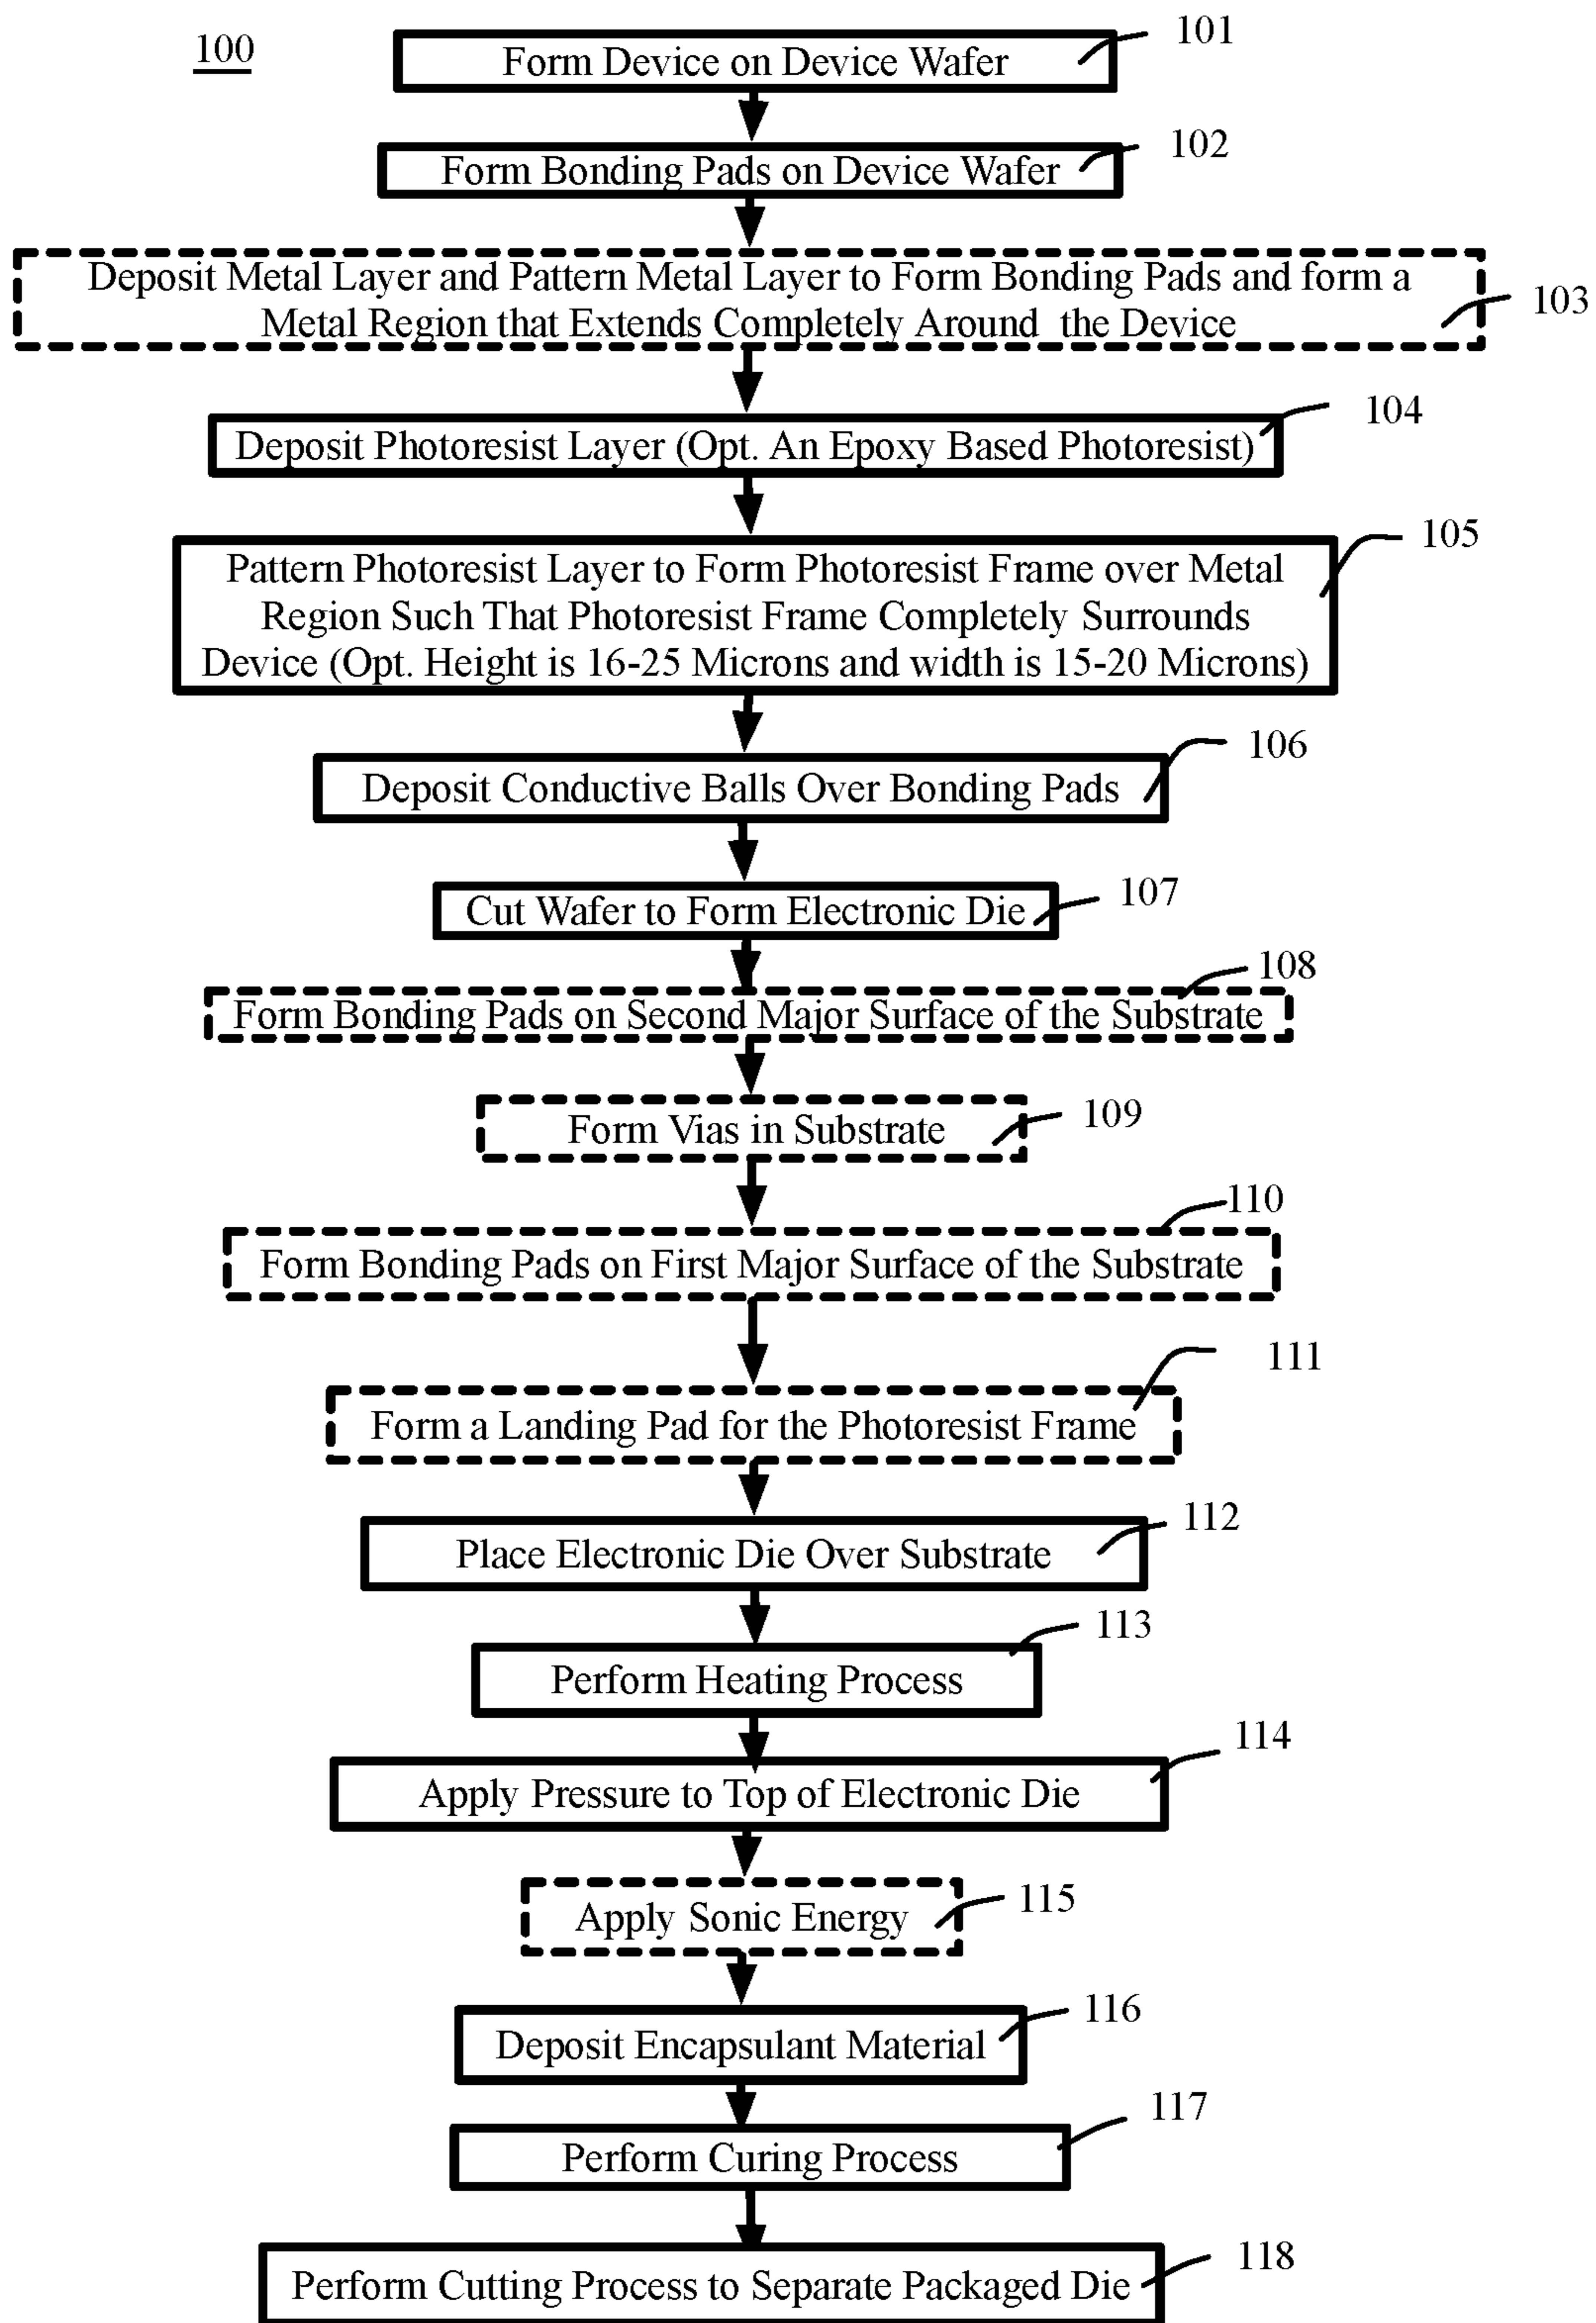 100
101
Form Device on Device Wafer
102
Form Bonding Pads on Device Wafer
Deposit Metal Layer and Pattern Metal Layer to Form Bonding Pads and form a
Metal Region that Extends Completely Around the Device
103
104
Deposit Photoresist Layer (Opt. An Epoxy Based Photoresist)
105
Pattern Photoresist Layer to Form Photoresist Frame over Metal
Region Such That Photoresist Frame Completely Surrounds
Device (Opt. Height is 16-25 Microns and width is 15-20 Microns)
106
Deposit Conductive Balls Over Bonding Pads
107
Cut Wafer to Form Electronic Die
108
Form Bonding Pads on Second Major Surface of the Substrate
109
Form Vias in Substrate
110
Form Bonding Pads on First Major Surface of the Substrate
111
Form a Landing Pad for the Photoresist Frame
112
Place Electronic Die Over Substrate
113
Perform Heating Process
114
Apply Pressure to Top of Electronic Die
115
Apply Sonic Energy
116
Deposit Encapsulant Material
117
Perform Curing Process
118
Perform Cutting Process to Separate Packaged Die